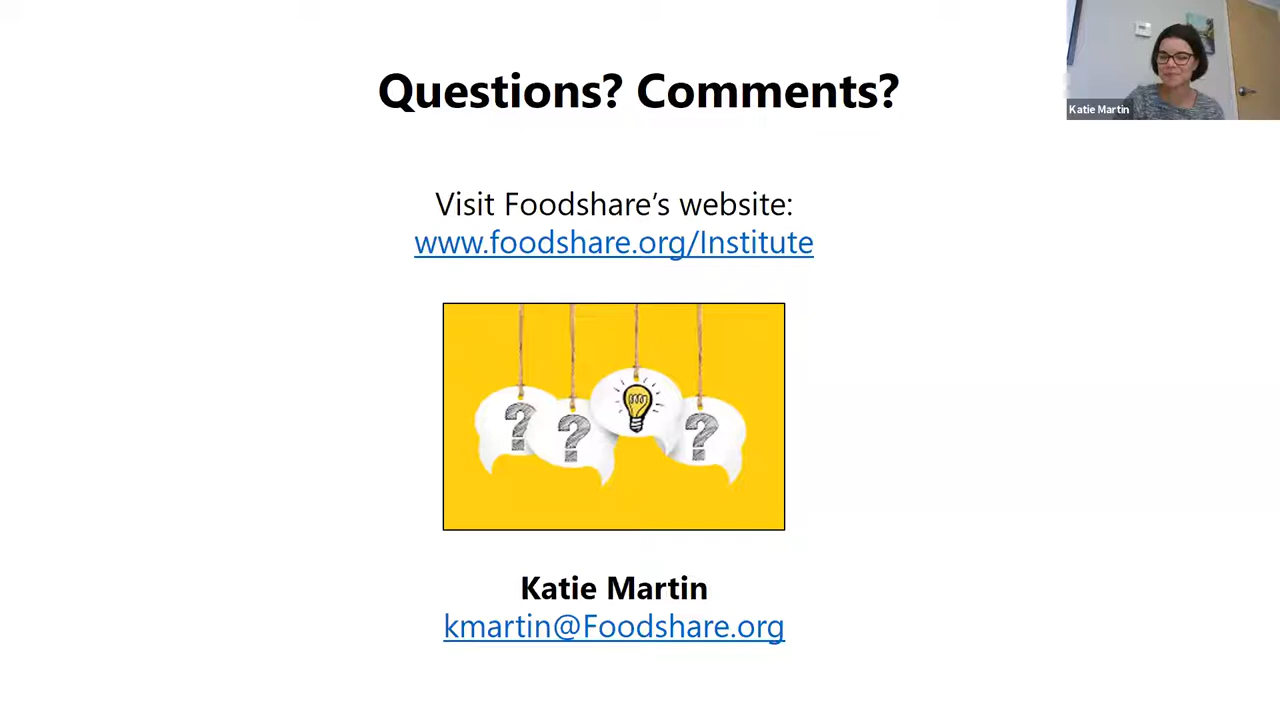 Questions? Comments?
Katie Martin
Visit Foodshare’s website:
www.foodshare.org/Institute
? ? ?
Katie Martin
kmartin@Foodshare.org